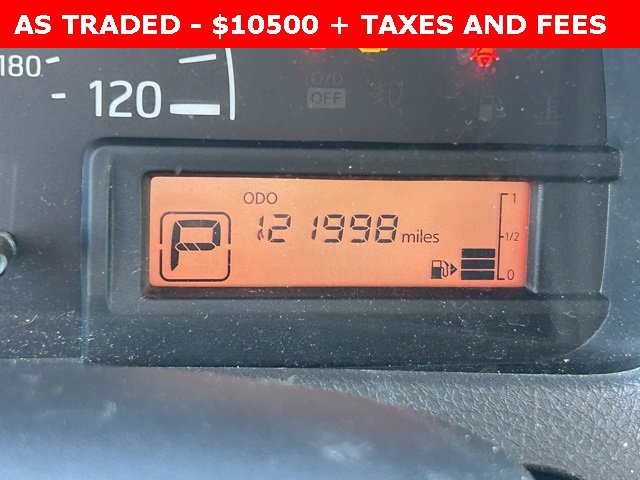 AS TRADED - $10500 + TAXES AND FEES
180
120
O/D
OFF
ODO
P
121998 miles
1
1/2
0